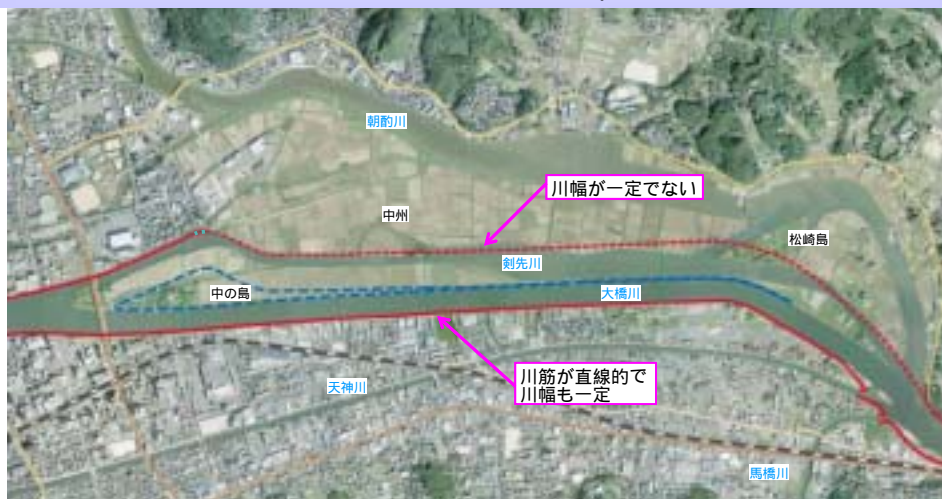 朝酌川
川幅が一定でない
中州
松崎島
剣先川
中の島
大橋川
川筋が直線的で
川幅も一定
天神川
馬橋川